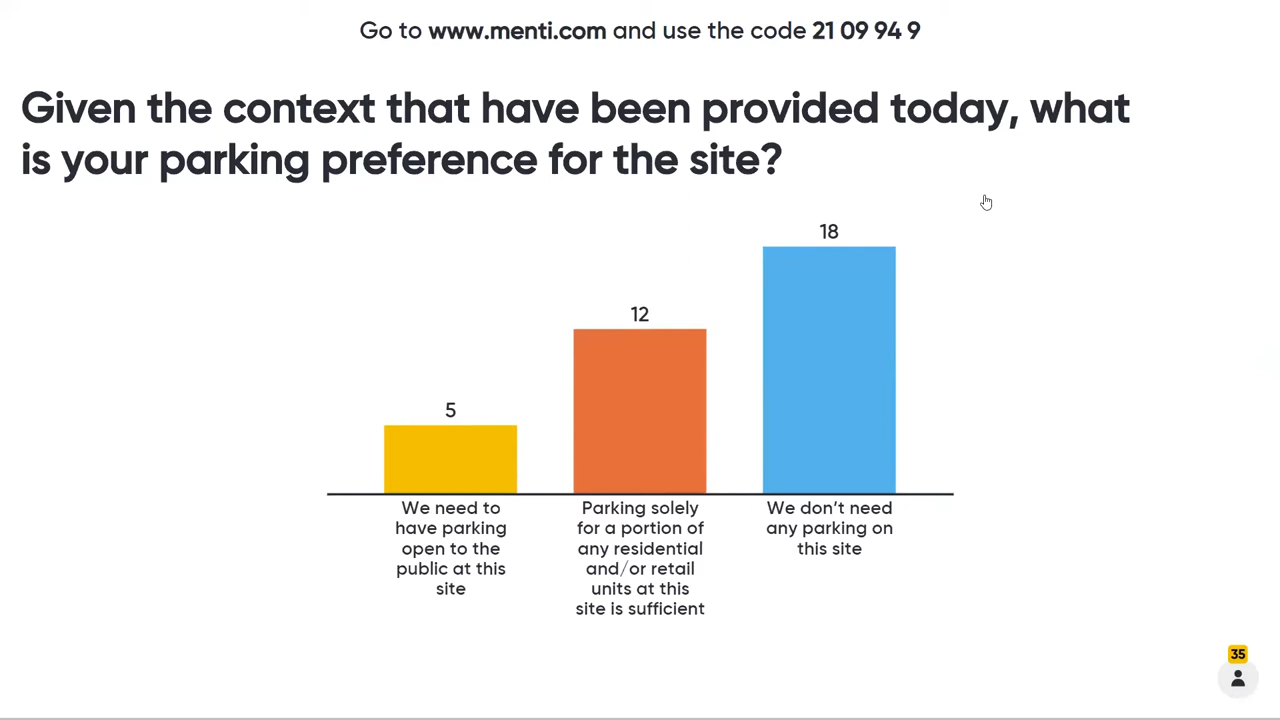 Go to www.menti.com and use the code 21 09 94 9
Given the context that have been provided today, what
is your parking preference for the site?
18
12
5
We need to
have parking
open to the
public at this
site
Parking solely
for a portion of
any residential
and/or retail
units at this
site is sufficient
We don't need
any parking on
this site
35